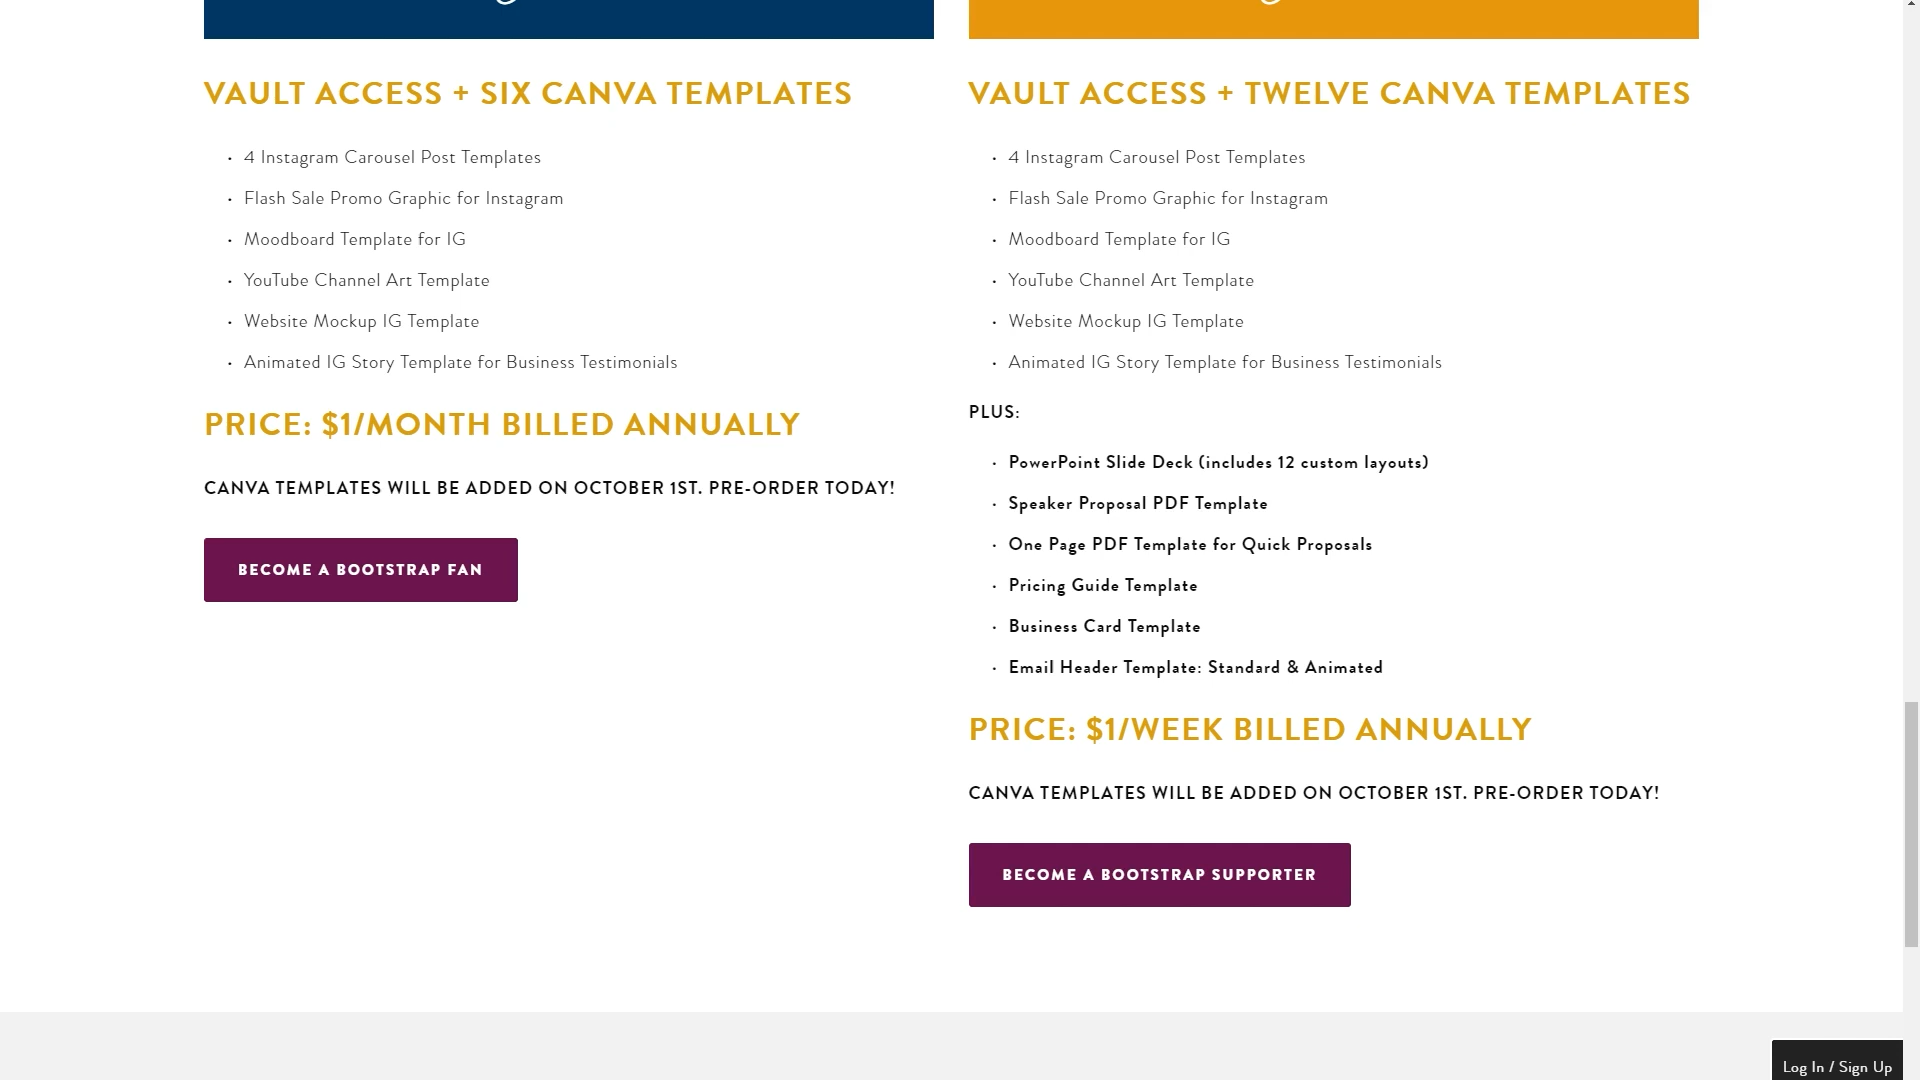 VAULT ACCESS + SIX CANVA TEMPLATES
• 4 Instagram Carousel Post Templates
• Flash Sale Promo Graphic for Instagram
• Moodboard Template for IG
• YouTube Channel Art Template
• Website Mockup IG Template
• Animated IG Story Template for Business Testimonials
PRICE: $1/MONTH BILLED ANNUALLY
CANVA TEMPLATES WILL BE ADDED ON OCTOBER 1ST. PRE-ORDER TODAY!
BECOME A BOOTSTRAP FAN
VAULT ACCESS + TWELVE CANVA TEMPLATES
• 4 Instagram Carousel Post Templates
• Flash Sale Promo Graphic for Instagram
• Moodboard Template for IG
• YouTube Channel Art Template
• Website Mockup IG Template
• Animated IG Story Template for Business Testimonials
PLUS:
• PowerPoint Slide Deck (includes 12 custom layouts)
• Speaker Proposal PDF Template
• One Page PDF Template for Quick Proposals
• Pricing Guide Template
• Business Card Template
• Email Header Template: Standard & Animated
PRICE: $1/WEEK BILLED ANNUALLY
CANVA TEMPLATES WILL BE ADDED ON OCTOBER 1ST. PRE-ORDER TODAY!
BECOME A BOOTSTRAP SUPPORTER
Log In / Sign Up